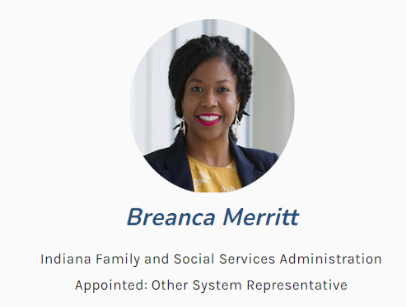 Breanca Merritt
Indiana Family and Social Services Administration
Appointed: Other System Representative